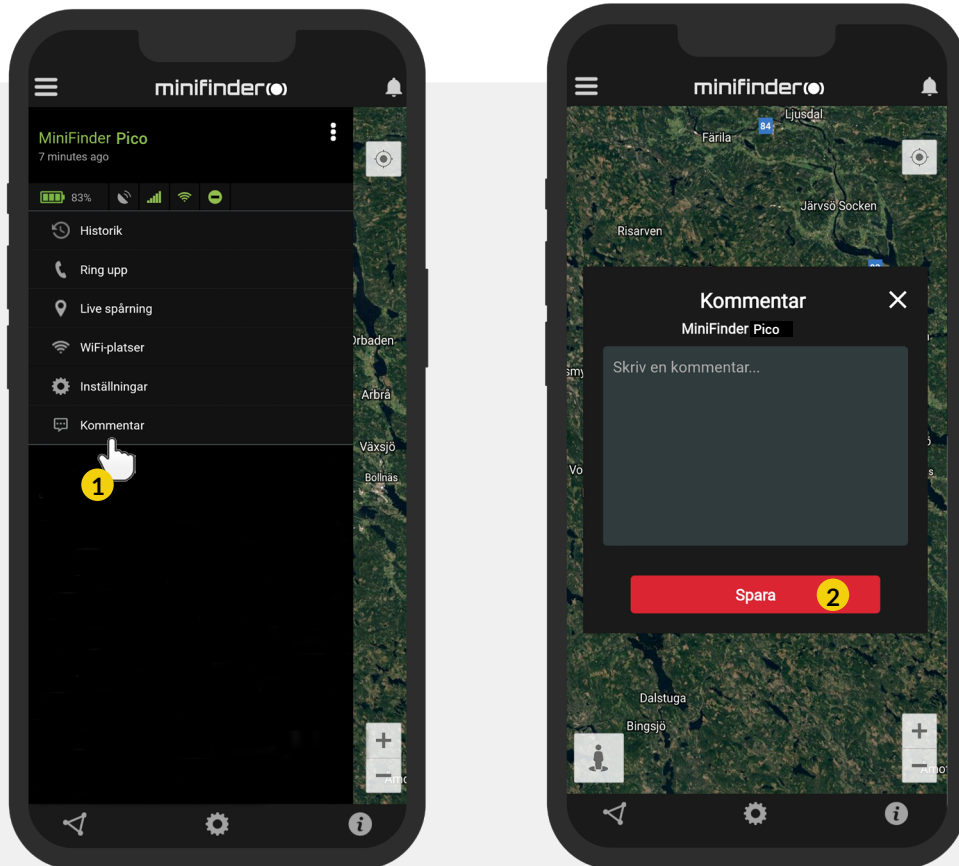 minifinder
MiniFinder Pico
7 minutes ago
83%
Historik
Ring upp
Live spårning
WiFi-platser
Inställningar
Kommentar
1
Orbaden
Arbrå
Växsjö
Bollnäs
+
−
minifinder
Ljusdal
84
Färila
Järvsö Socken
Risarven
Kommentar
MiniFinder Pico
Skriv en kommentar...
Spara
2
Dalstuga
Bingsjö
+
−